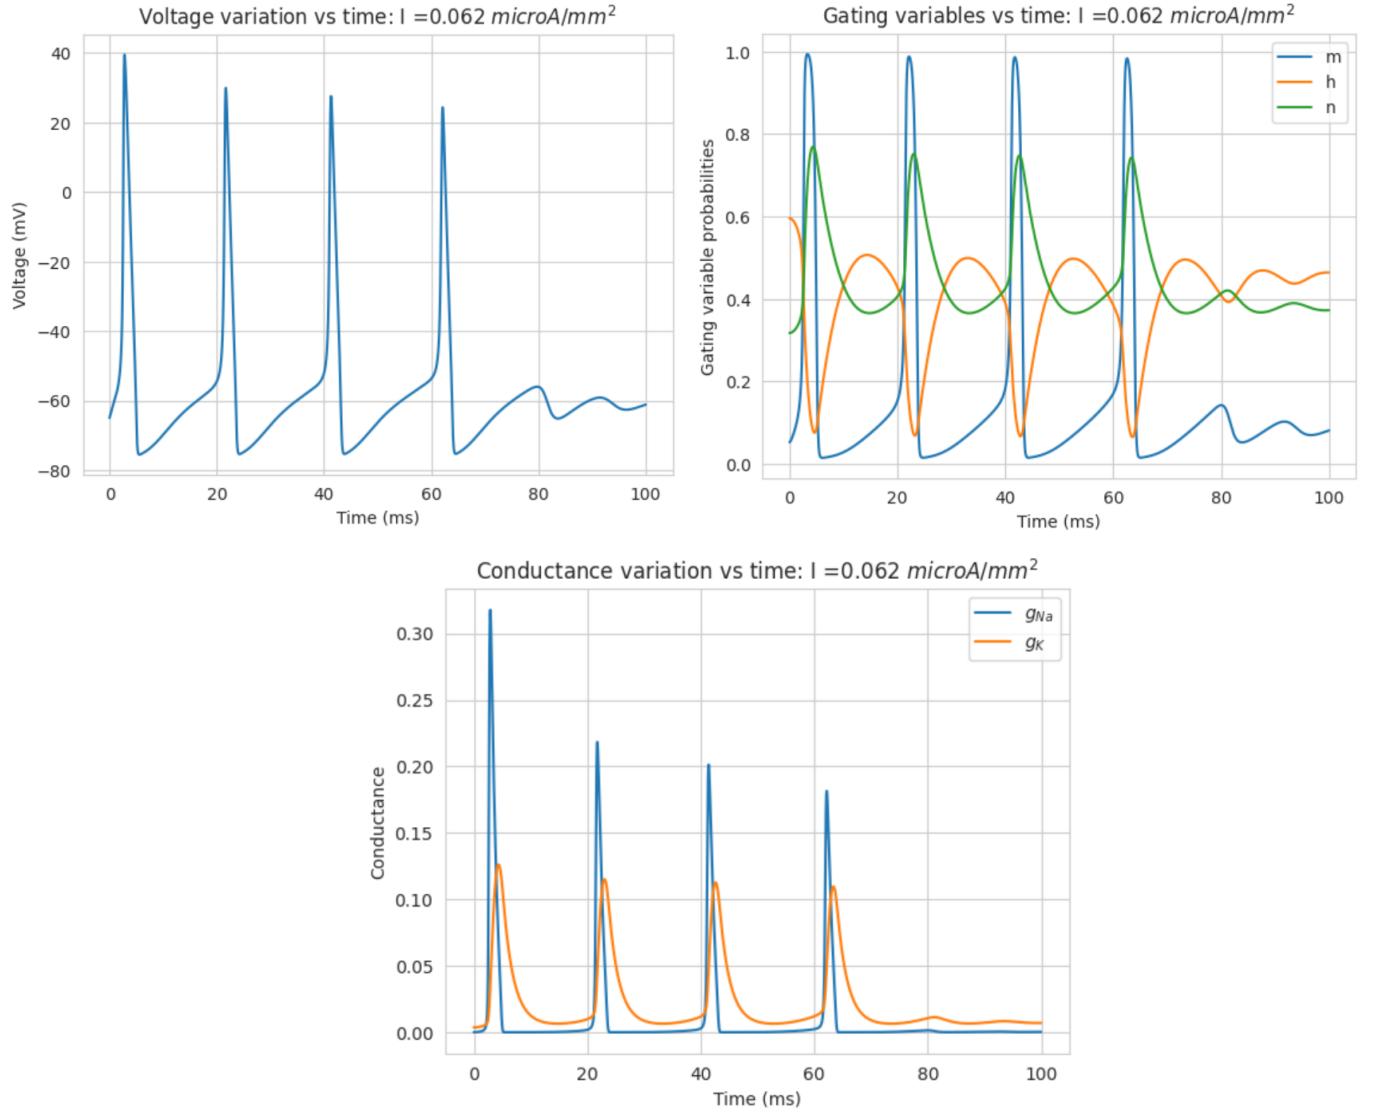 Voltage variation vs time: I =0.062 microA/mm²
Voltage (mV)
40
20
0
−20
−40
−60
−80
0 20 40 60 80 100
Time (ms)
Gating variables vs time: I =0.062 microA/mm²
Gating variable probabilities
1.0
0.8
0.6
0.4
0.2
0.0
m
h
n
0 20 40 60 80 100
Time (ms)
Conductance variation vs time: I =0.062 microA/mm²
Conductance
0.30
0.25
0.20
0.15
0.10
0.05
0.00
g_Na
g_K
0 20 40 60 80 100
Time (ms)